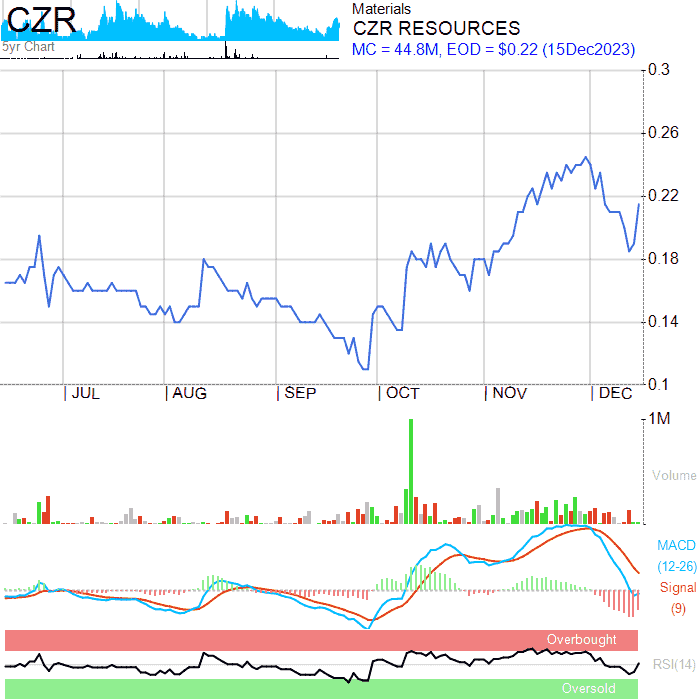 CZR
5yr Chart
Materials
CZR RESOURCES
MC = 44.8M, EOD = $0.22 (15Dec2023)
0.3
0.26
0.22
0.18
0.14
0.1
JUL AUG SEP OCT NOV DEC
1M
Volume
MACD
(12-26)
Signal
(9)
Overbought
RSI(14)
Oversold